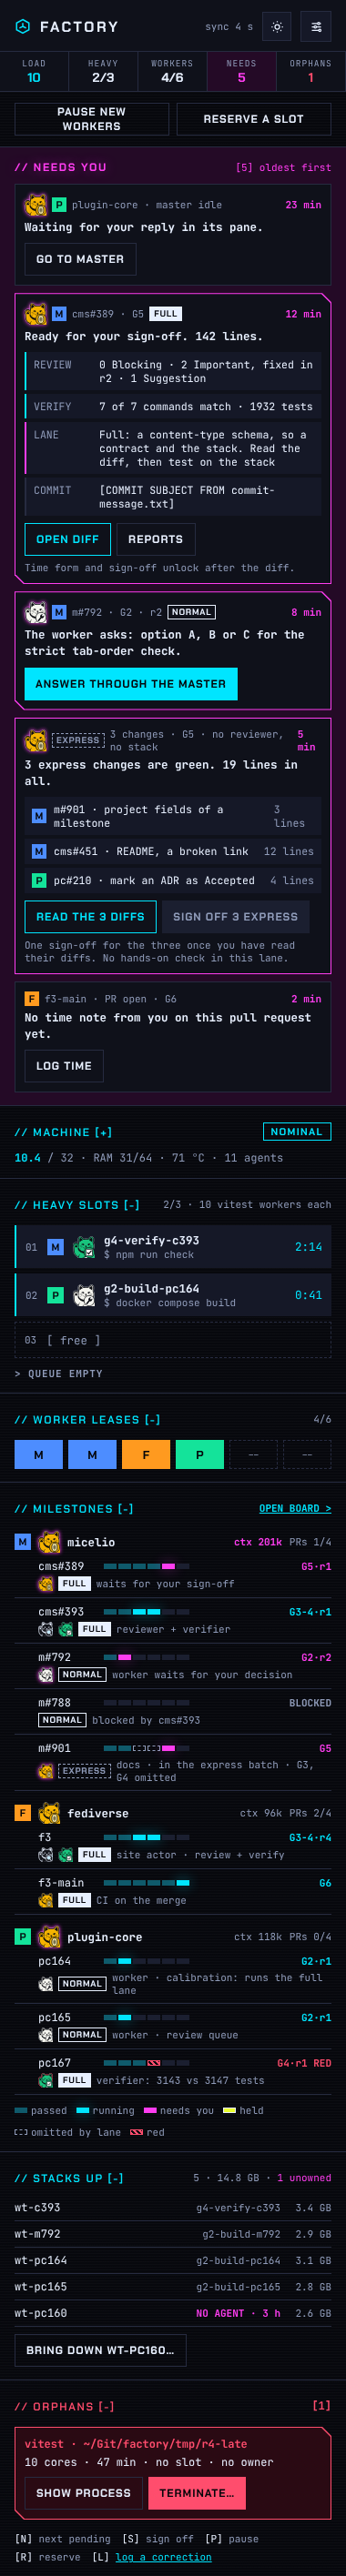 FACTORY
sync 4 s
LOAD HEAVY WORKERS NEEDS ORPHANS
10 2/3 4/6 5 1
PAUSE NEW
WORKERS
RESERVE A SLOT
// NEEDS YOU [5] oldest first
P plugin-core · master idle 23 min
Waiting for your reply in its pane.
GO TO MASTER
M cms#389 · G5 FULL 12 min
Ready for your sign-off. 142 lines.
REVIEW 0 Blocking · 2 Important, fixed in
r2 · 1 Suggestion
VERIFY 7 of 7 commands match · 1932 tests
LANE Full: a content-type schema, so a
contract and the stack. Read the
diff, then test on the stack
COMMIT [COMMIT SUBJECT FROM commit-
message.txt]
OPEN DIFF REPORTS
Time form and sign-off unlock after the diff.
M m#792 · G2 · r2 NORMAL 8 min
The worker asks: option A, B or C for the
strict tab-order check.
ANSWER THROUGH THE MASTER
EXPRESS 3 changes · G5 · no reviewer, 5
no stack min
3 express changes are green. 19 lines in
all.
M m#901 · project fields of a 3
milestone lines
M cms#451 · README, a broken link 12 lines
P pc#210 · mark an ADR as Accepted 4 lines
READ THE 3 DIFFS SIGN OFF 3 EXPRESS
One sign-off for the three once you have read
their diffs. No hands-on check in this lane.
F f3-main · PR open · G6 2 min
No time note from you on this pull request
yet.
LOG TIME
// MACHINE [+] NOMINAL
10.4 / 32 · RAM 31/64 · 71 °C · 11 agents
// HEAVY SLOTS [-] 2/3 · 10 vitest workers each
01 M g4-verify-c393 2:14
$ npm run check
02 P g2-build-pc164 0:41
$ docker compose build
03 [ free ]
> QUEUE EMPTY
// WORKER LEASES [-] 4/6
M M F P -- --
// MILESTONES [-] OPEN BOARD >
M micelio ctx 201k PRs 1/4
cms#389 G5·r1
FULL waits for your sign-off
cms#393 G3-4·r1
FULL reviewer + verifier
m#792 G2·r2
NORMAL worker waits for your decision
m#788 BLOCKED
NORMAL blocked by cms#393
m#901 G5
EXPRESS docs · in the express batch · G3,
G4 omitted
F fediverse ctx 96k PRs 2/4
f3 G3-4·r4
FULL site actor · review + verify
f3-main G6
FULL CI on the merge
P plugin-core ctx 118k PRs 0/4
pc164 G2·r1
NORMAL worker · calibration: runs the full
lane
pc165 G2·r1
NORMAL worker · review queue
pc167 G4·r1 RED
FULL verifier: 3143 vs 3147 tests
passed running needs you held
omitted by lane red
// STACKS UP [-] 5 · 14.8 GB · 1 unowned
wt-c393 g4-verify-c393 3.4 GB
wt-m792 g2-build-m792 2.9 GB
wt-pc164 g2-build-pc164 3.1 GB
wt-pc165 g2-build-pc165 2.8 GB
wt-pc160 NO AGENT · 3 h 2.6 GB
BRING DOWN WT-PC160…
// ORPHANS [-] [1]
vitest · ~/Git/factory/tmp/r4-late
10 cores · 47 min · no slot · no owner
SHOW PROCESS TERMINATE…
[N] next pending [S] sign off [P] pause
[R] reserve [L] log a correction